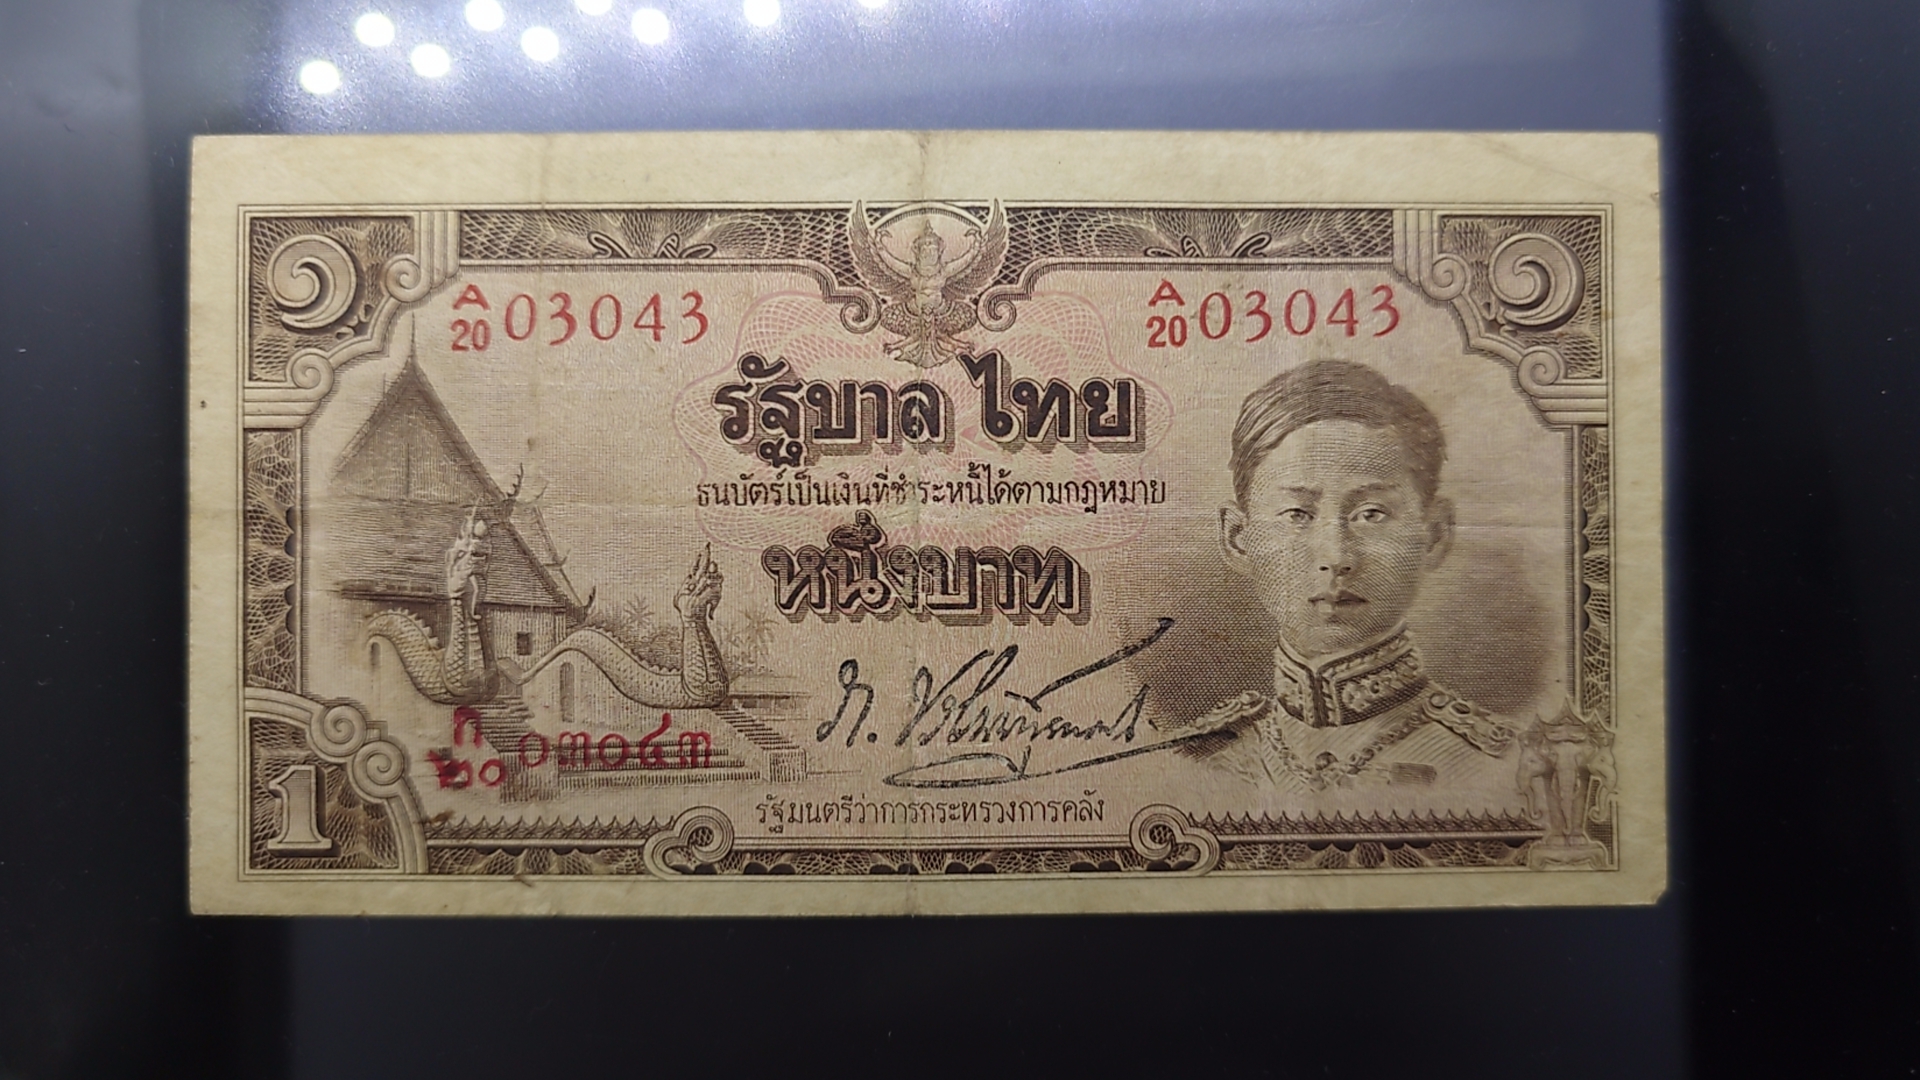 ๑ ๑
A/20 03043 A/20 03043
รัฐบาลไทย
ธนบัตร์เป็นเงินที่ชำระหนี้ได้ตามกฎหมาย
หนึ่งบาท
ก/๒๐ ๐๓๐๔๓
รัฐมนตรีว่าการกระทรวงการคลัง
1